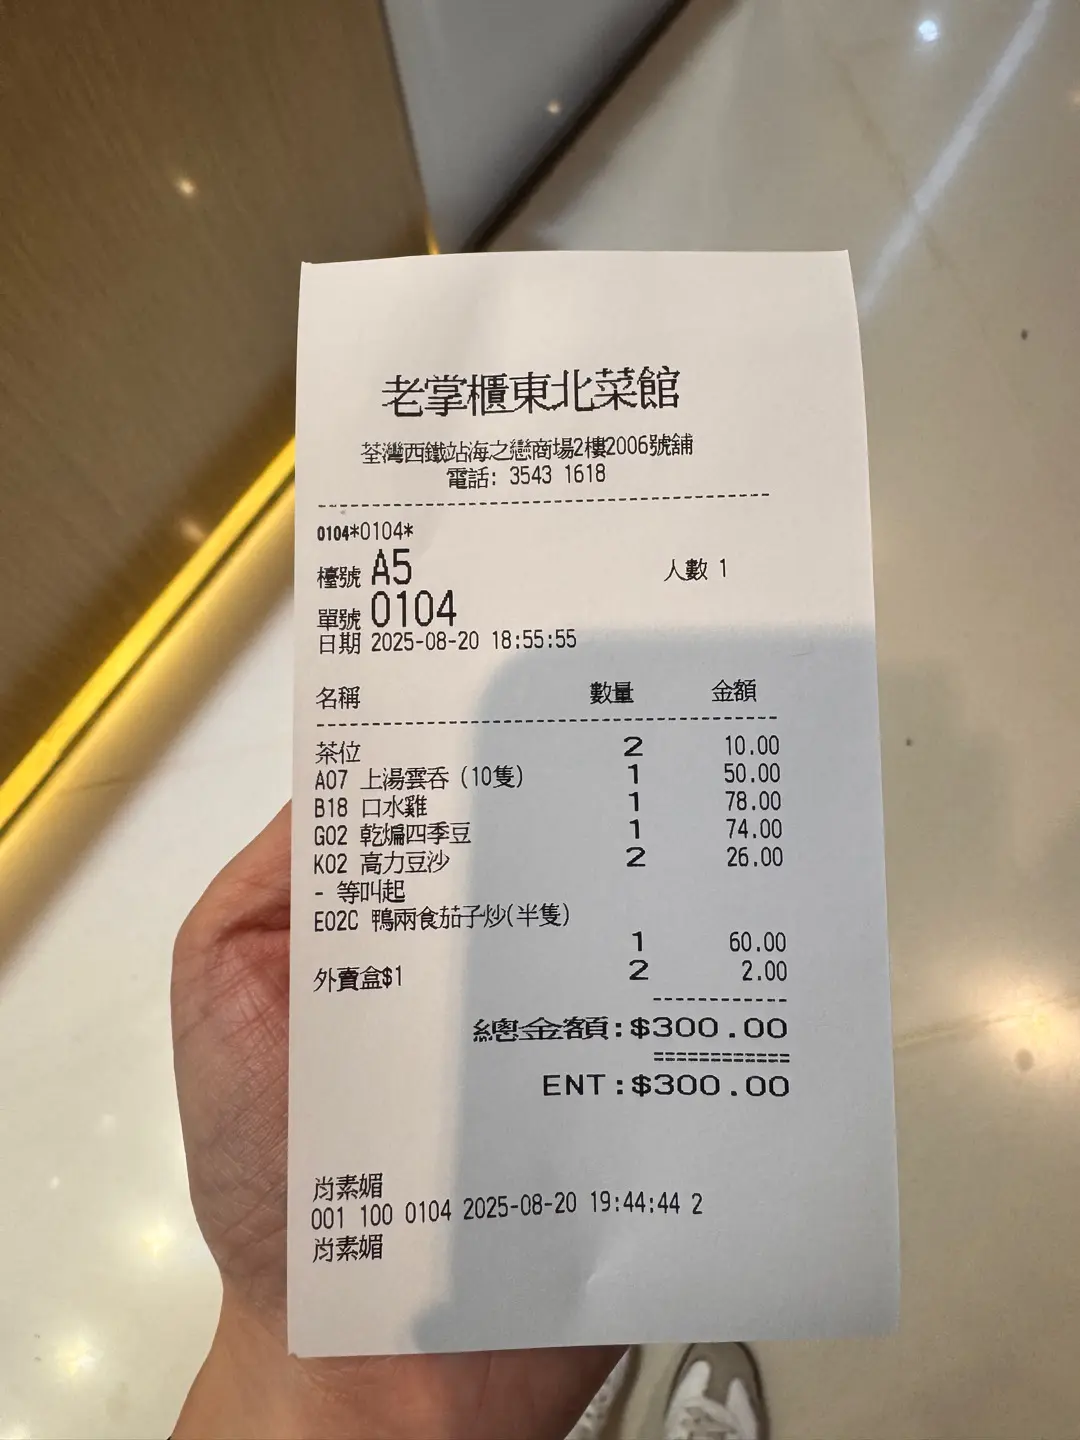 老掌櫃東北菜館
荃灣西鐵站海之戀商場2樓2006號舖
電話: 3543 1618
0104*0104*
檯號 A5 人數 1
單號 0104
日期 2025-08-20 18:55:55
名稱 數量 金額
茶位 2 10.00
A07 上湯雲吞 (10隻) 1 50.00
B18 口水雞 1 78.00
G02 乾煸四季豆 1 74.00
K02 高力豆沙 2 26.00
- 等叫起
E02C 鴨兩食茄子炒(半隻)
1 60.00
外賣盒$1 2 2.00
總金額:$300.00
ENT:$300.00
尚素媚
001 100 0104 2025-08-20 19:44:44 2
尚素媚